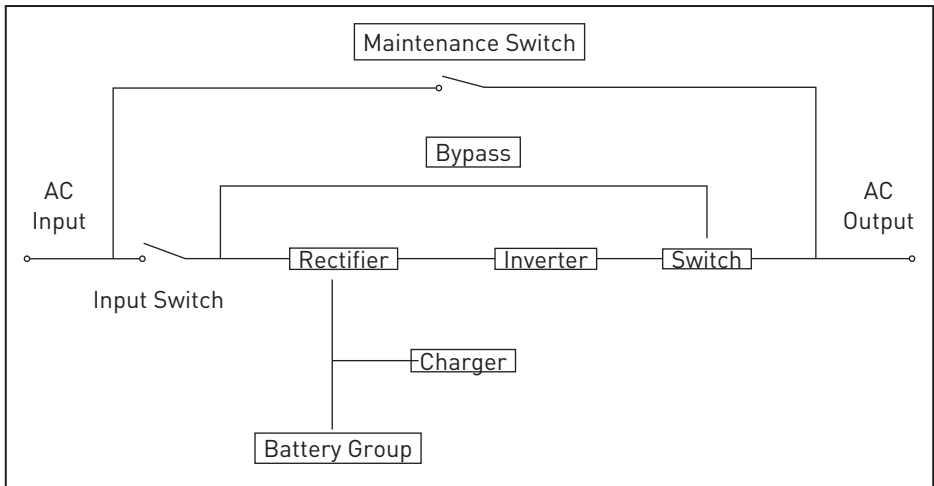 Maintenance Switch
Bypass
AC
Input
AC
Output
Rectifier
Inverter
Switch
Input Switch
Charger
Battery Group